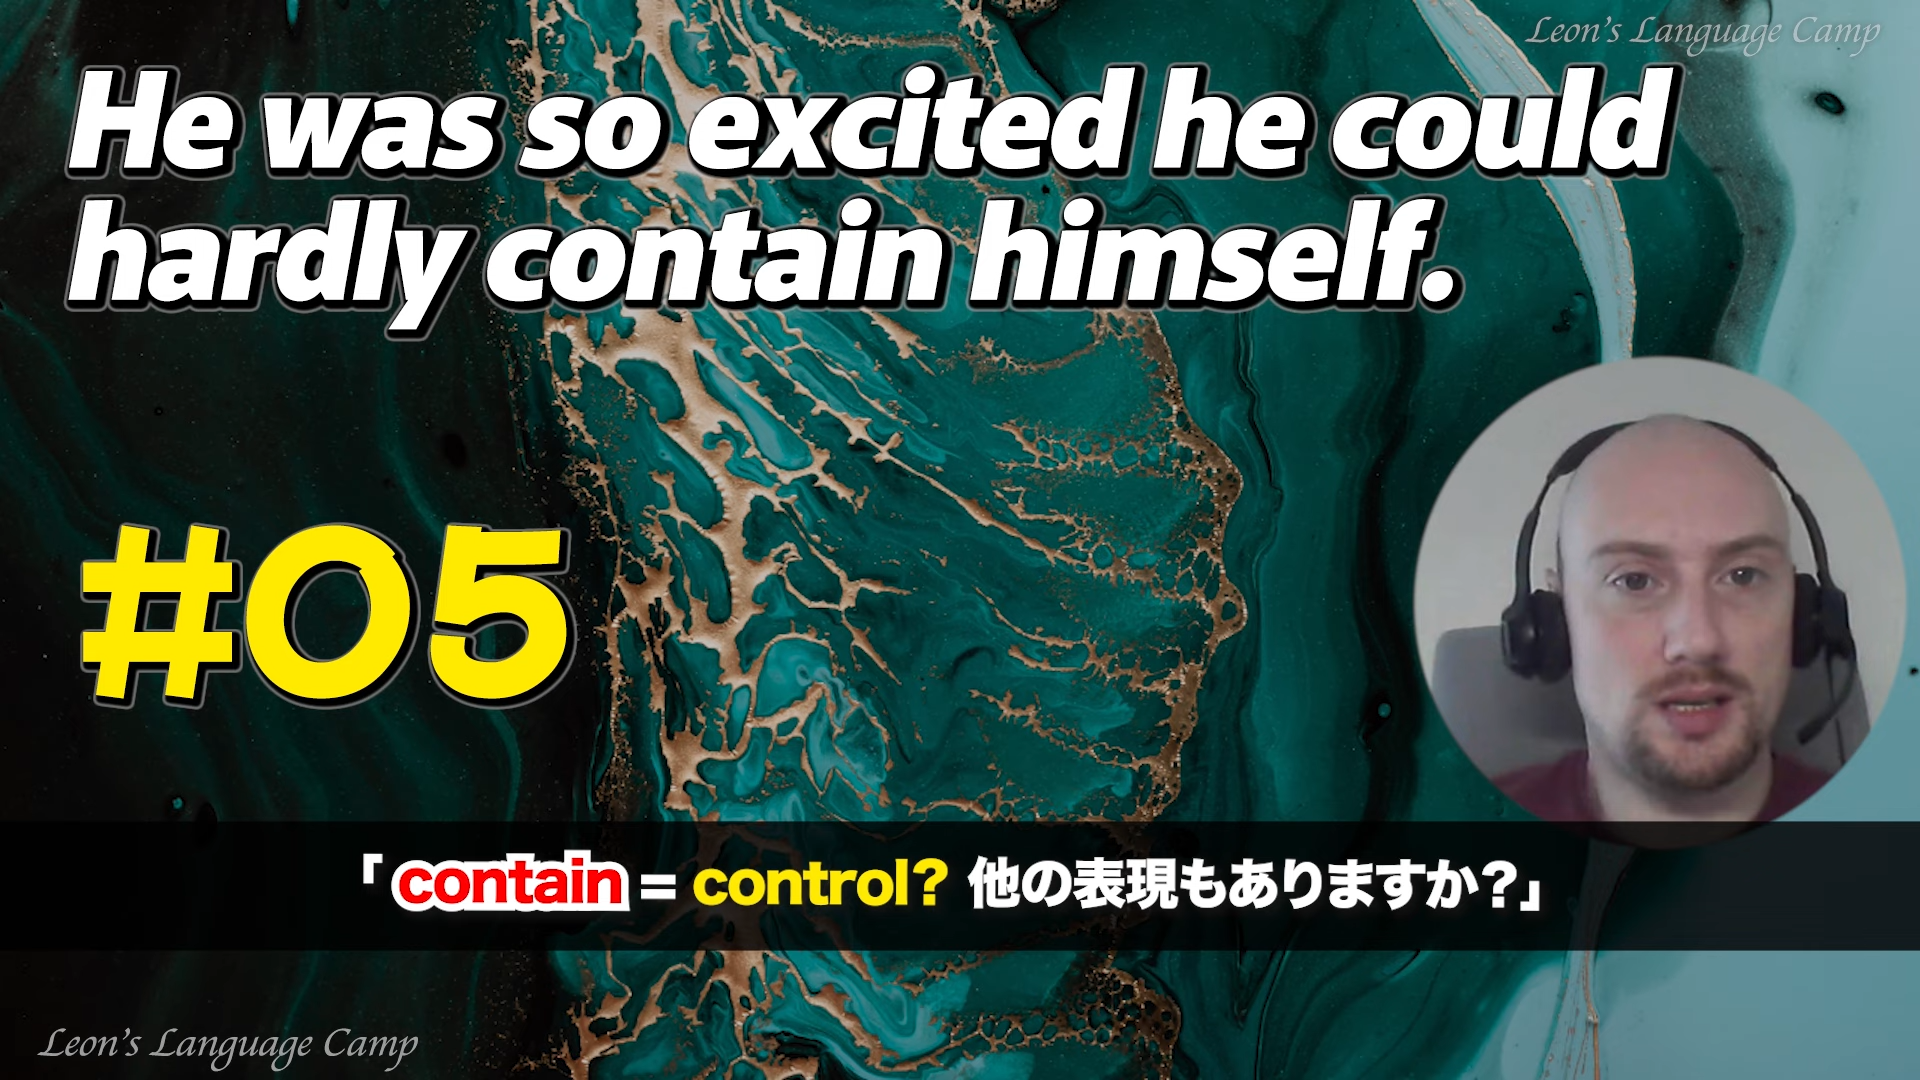 Leon's Language Camp
He was so excited he could
hardly contain himself.
#05
「contain = control? 他の表現もありますか?」
Leon's Language Camp